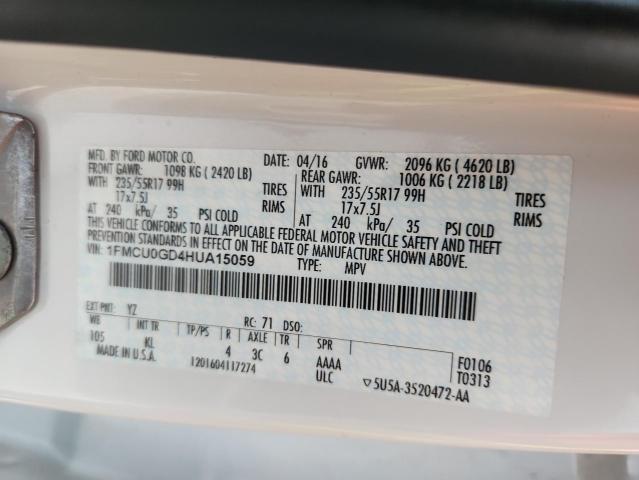 MFD. BY FORD MOTOR CO.
DATE: 04/16 GVWR: 2096 KG ( 4620 LB)
FRONT GAWR: 1098 KG ( 2420 LB) REAR GAWR: 1006 KG ( 2218 LB)
WITH 235/55R17 99H TIRES WITH 235/55R17 99H TIRES
17x7.5J RIMS 17x7.5J RIMS
AT 240 kPa/ 35 PSI COLD AT 240 kPa/ 35 PSI COLD
THIS VEHICLE CONFORMS TO ALL APPLICABLE FEDERAL MOTOR VEHICLE SAFETY AND THEFT
PREVENTION STANDARDS IN EFFECT ON THE DATE OF MANUFACTURE SHOWN ABOVE.
VIN: 1FMCU0GD4HUA15059 TYPE: MPV
EXT PNT: YZ RC: 71 DSO:
WB INT TR TP/PS R AXLE TR SPR
105 KL 4 3C 6 AAAA F0106
MADE IN U.S.A. 1201604117274 ULC T0313
▽5U5A-3520472-AA